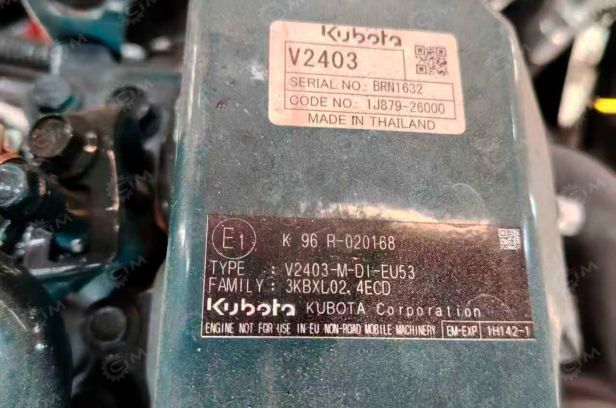 Kubota
V2403
SERIAL NO.: BRN1632
CODE NO.: 1J879-26000
MADE IN THAILAND
E1 K 96 R-020168
TYPE : V2403-M-DI-EU53
FAMILY : 3KBXL02.4ECD
Kubota KUBOTA Corporation
ENGINE NOT FOR USE IN EU NON-ROAD MOBILE MACHINERY EM-EXP 1H142-1